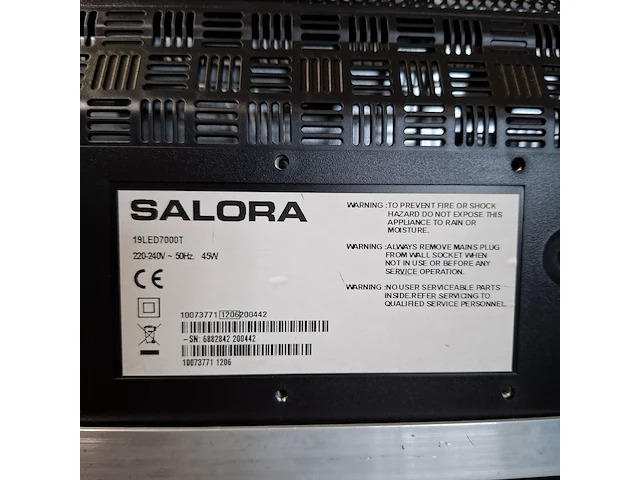 SALORA
19LED7000T
220-240V ~ 50Hz. 45W
CE
10073771 1206 200442
-SN: 6882842 200442
10073771 1206
WARNING :TO PREVENT FIRE OR SHOCK
HAZARD DO NOT EXPOSE THIS
APPLIANCE TO RAIN OR
MOISTURE.
WARNING :ALWAYS REMOVE MAINS PLUG
FROM WALL SOCKET WHEN
NOT IN USE OR BEFORE ANY
SERVICE OPERATION.
WARNING :NO USER SERVICEABLE PARTS
INSIDE.REFER SERVICING TO
QUALIFIED SERVICE PERSONNEL.